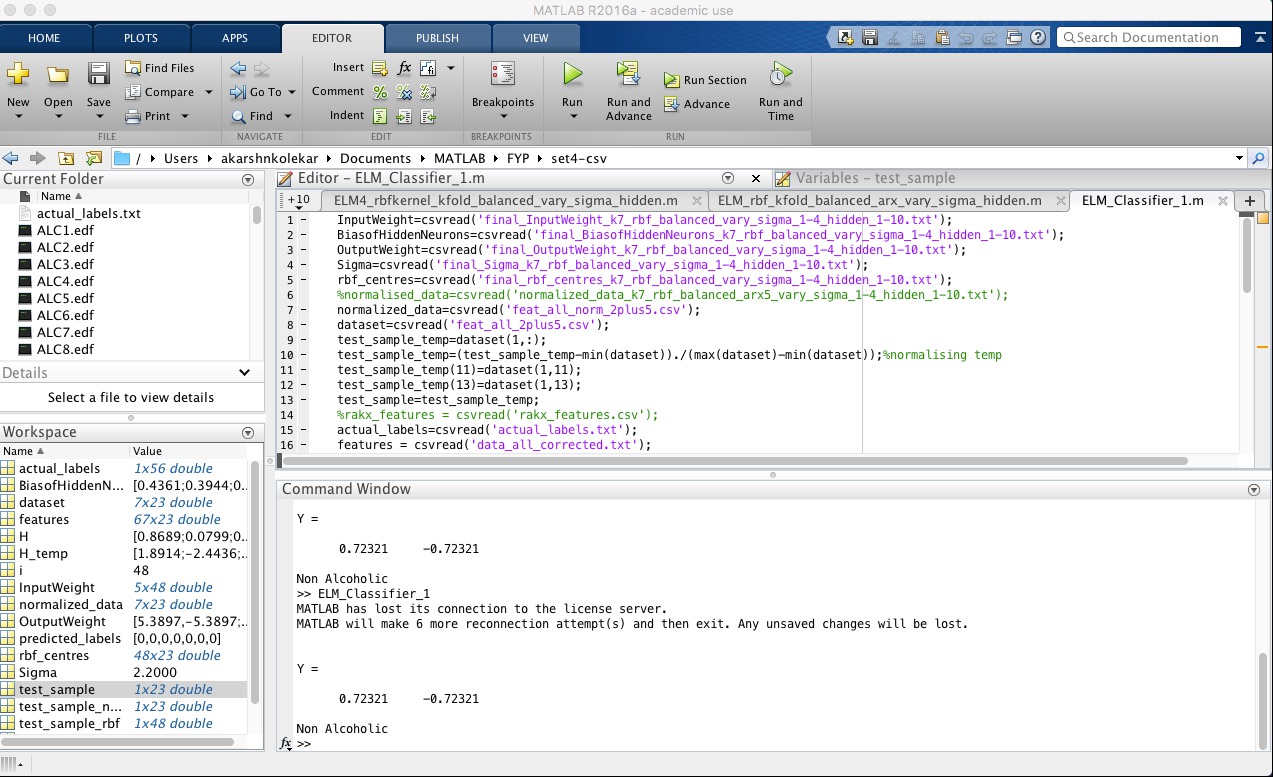 MATLAB R2016a - academic use
HOME PLOTS APPS EDITOR PUBLISH VIEW
Search Documentation
New Open Save Find Files Compare Print
Go To Find
Insert fx
Comment
Indent
Breakpoints
Run Run and Advance Run Section Advance Run and Time
FILE NAVIGATE EDIT BREAKPOINTS RUN
/ Users akarshnkolekar Documents MATLAB FYP set4-csv
Current Folder
Name
actual_labels.txt
ALC1.edf
ALC2.edf
ALC3.edf
ALC4.edf
ALC5.edf
ALC6.edf
ALC7.edf
ALC8.edf
Details
Select a file to view details
Workspace
Name Value
actual_labels 1x56 double
BiasofHiddenN... [0.4361;0.3944;0..
dataset 7x23 double
features 67x23 double
H [0.8689;0.0799;0..
H_temp [1.8914;-2.4436;..
i 48
InputWeight 5x48 double
normalized_data 7x23 double
OutputWeight [5.3897,-5.3897;..
predicted_labels [0,0,0,0,0,0,0]
rbf_centres 48x23 double
Sigma 2.2000
test_sample 1x23 double
test_sample_n... 1x23 double
test_sample_rbf 1x48 double
Editor - ELM_Classifier_1.m
Variables - test_sample
+10 ELM4_rbfkernel_kfold_balanced_vary_sigma_hidden.m ELM_rbf_kfold_balanced_arx_vary_sigma_hidden.m ELM_Classifier_1.m
1 - InputWeight=csvread('final_InputWeight_k7_rbf_balanced_vary_sigma_1-4_hidden_1-10.txt');
2 - BiasofHiddenNeurons=csvread('final_BiasofHiddenNeurons_k7_rbf_balanced_vary_sigma_1-4_hidden_1-10.txt');
3 - OutputWeight=csvread('final_OutputWeight_k7_rbf_balanced_vary_sigma_1-4_hidden_1-10.txt');
4 - Sigma=csvread('final_Sigma_k7_rbf_balanced_vary_sigma_1-4_hidden_1-10.txt');
5 - rbf_centres=csvread('final_rbf_centres_k7_rbf_balanced_vary_sigma_1-4_hidden_1-10.txt');
6 %normalised_data=csvread('normalized_data_k7_rbf_balanced_arx5_vary_sigma_1-4_hidden_1-10.txt');
7 - normalized_data=csvread('feat_all_norm_2plus5.csv');
8 - dataset=csvread('feat_all_2plus5.csv');
9 - test_sample_temp=dataset(1,:);
10 - test_sample_temp=(test_sample_temp-min(dataset))./(max(dataset)-min(dataset));%normalising temp
11 - test_sample_temp(11)=dataset(1,11);
12 - test_sample_temp(13)=dataset(1,13);
13 - test_sample=test_sample_temp;
14 %rakx_features = csvread('rakx_features.csv');
15 - actual_labels=csvread('actual_labels.txt');
16 - features = csvread('data_all_corrected.txt');
Command Window
Y =
0.72321 -0.72321
Non Alcoholic
>> ELM_Classifier_1
MATLAB has lost its connection to the license server.
MATLAB will make 6 more reconnection attempt(s) and then exit. Any unsaved changes will be lost.
Y =
0.72321 -0.72321
Non Alcoholic
fx >>